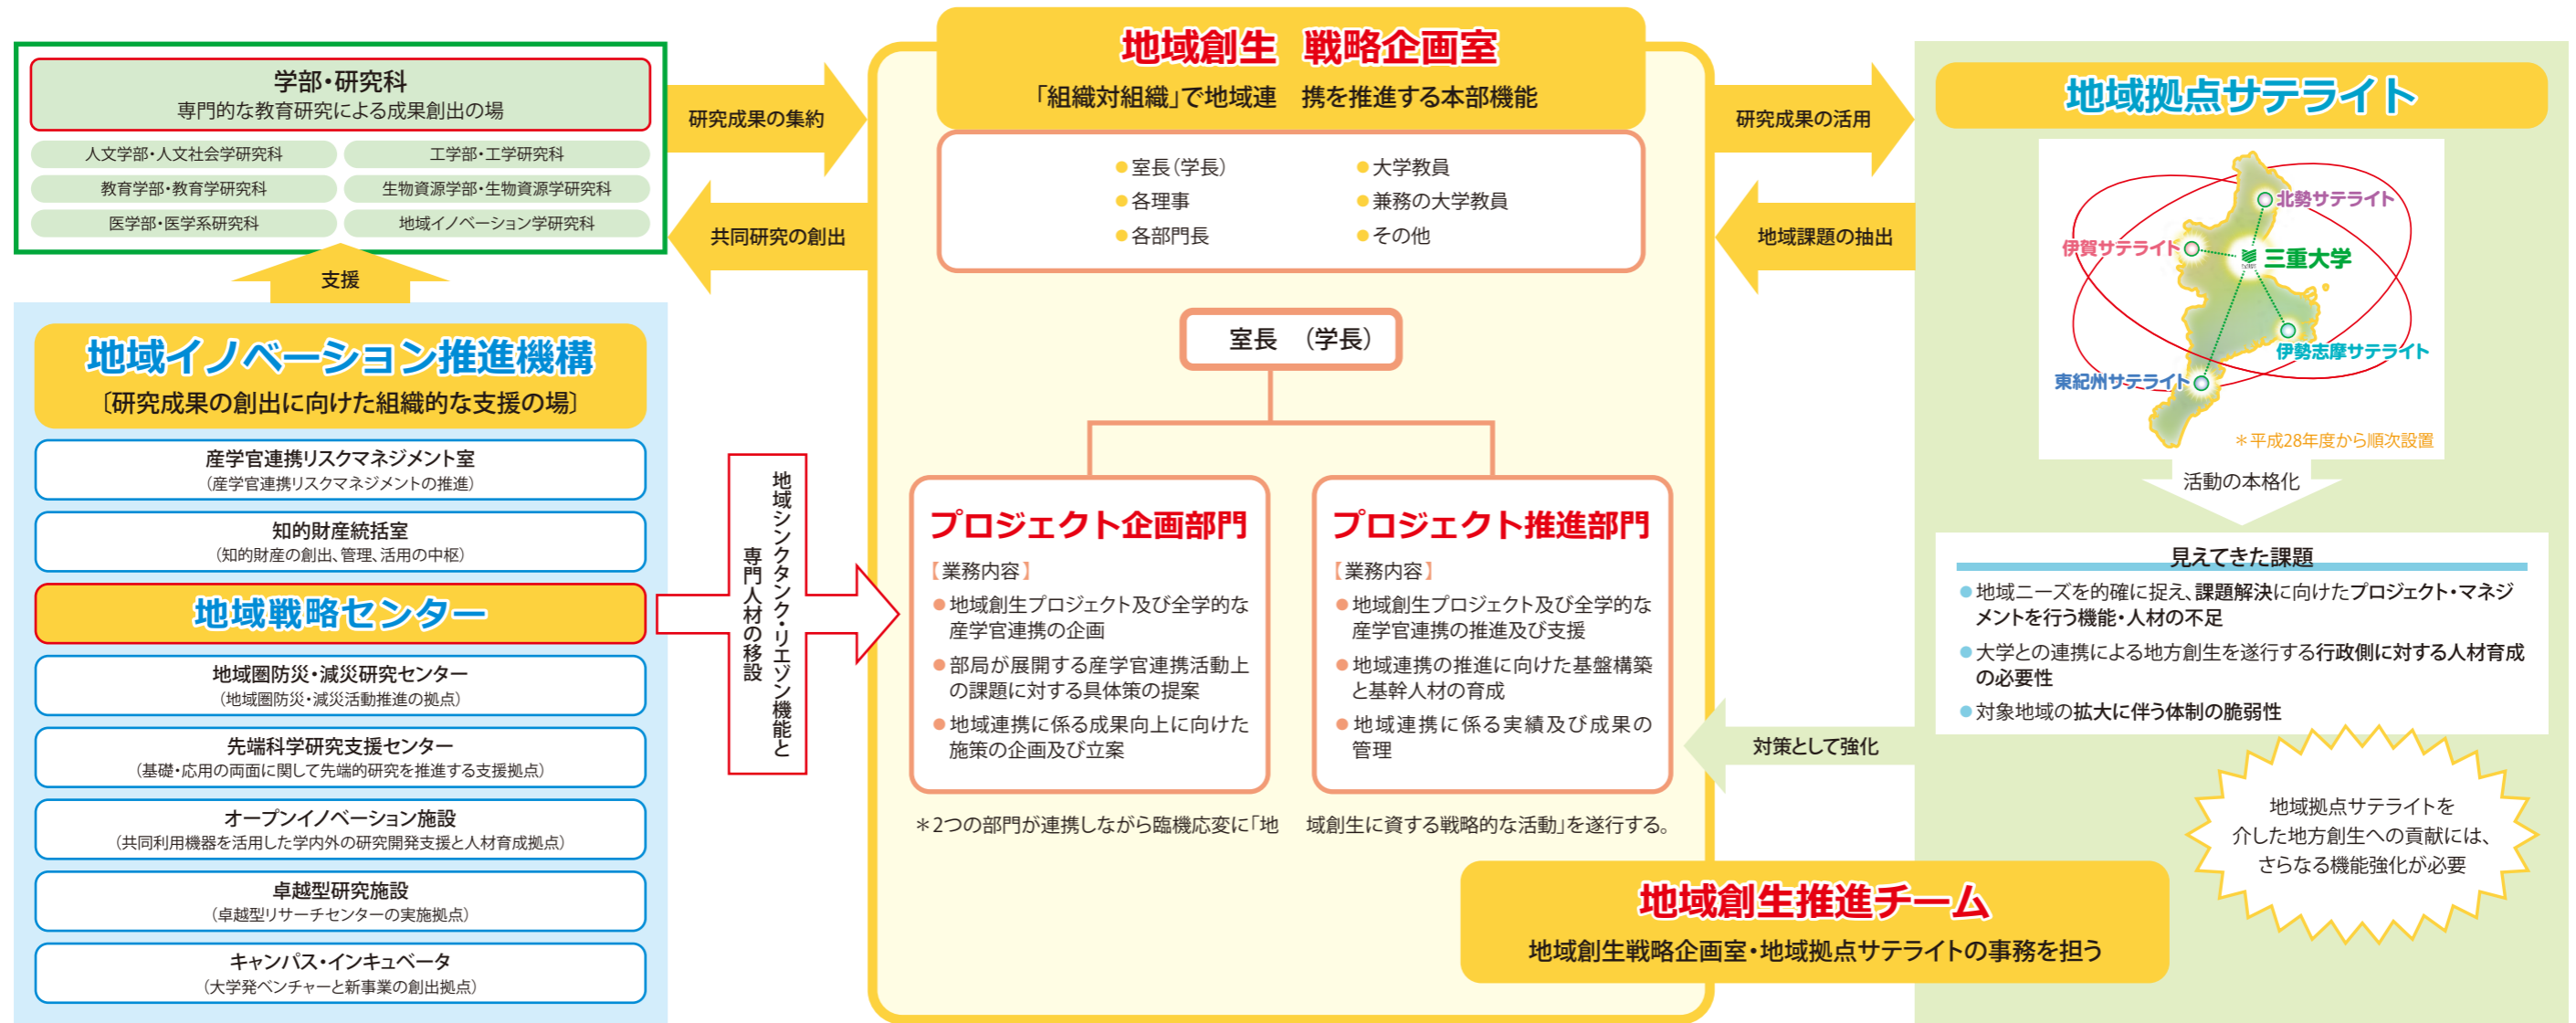 学部・研究科
専門的な教育研究による成果創出の場
人文学部・人文社会学研究科
工学部・工学研究科
教育学部・教育学研究科
生物資源学部・生物資源学研究科
医学部・医学系研究科
地域イノベーション学研究科
支援
地域イノベーション推進機構
〔研究成果の創出に向けた組織的な支援の場〕
産学官連携リスクマネジメント室
(産学官連携リスクマネジメントの推進)
知的財産統括室
(知的財産の創出、管理、活用の中枢)
地域戦略センター
地域圏防災・減災研究センター
(地域圏防災・減災活動推進の拠点)
先端科学研究支援センター
(基礎・応用の両面に関して先端的研究を推進する支援拠点)
オープンイノベーション施設
(共同利用機器を活用した学内外の研究開発支援と人材育成拠点)
卓越型研究施設
(卓越型リサーチセンターの実施拠点)
キャンパス・インキュベータ
(大学発ベンチャーと新事業の創出拠点)
研究成果の集約
共同研究の創出
地域シンクタンク・リエゾン機能と
専門人材の移設
地域創生 戦略企画室
「組織対組織」で地域連 携を推進する本部機能
●室長(学長)
●各理事
●各部門長
●大学教員
●兼務の大学教員
●その他
室長 (学長)
プロジェクト企画部門
【業務内容】
●地域創生プロジェクト及び全学的な
産学官連携の企画
●部局が展開する産学官連携活動上
の課題に対する具体策の提案
●地域連携に係る成果向上に向けた
施策の企画及び立案
プロジェクト推進部門
【業務内容】
●地域創生プロジェクト及び全学的な
産学官連携の推進及び支援
●地域連携の推進に向けた基盤構築
と基幹人材の育成
●地域連携に係る実績及び成果の
管理
＊2つの部門が連携しながら臨機応変に「地 域創生に資する戦略的な活動」を遂行する。
地域創生推進チーム
地域創生戦略企画室・地域拠点サテライトの事務を担う
研究成果の活用
地域課題の抽出
対策として強化
地域拠点サテライト
北勢サテライト
伊賀サテライト
三重大学
伊勢志摩サテライト
東紀州サテライト
＊平成28年度から順次設置
活動の本格化
見えてきた課題
●地域ニーズを的確に捉え、課題解決に向けたプロジェクト・マネジ
メントを行う機能・人材の不足
●大学との連携による地方創生を遂行する行政側に対する人材育成
の必要性
●対象地域の拡大に伴う体制の脆弱性
地域拠点サテライトを
介した地方創生への貢献には、
さらなる機能強化が必要